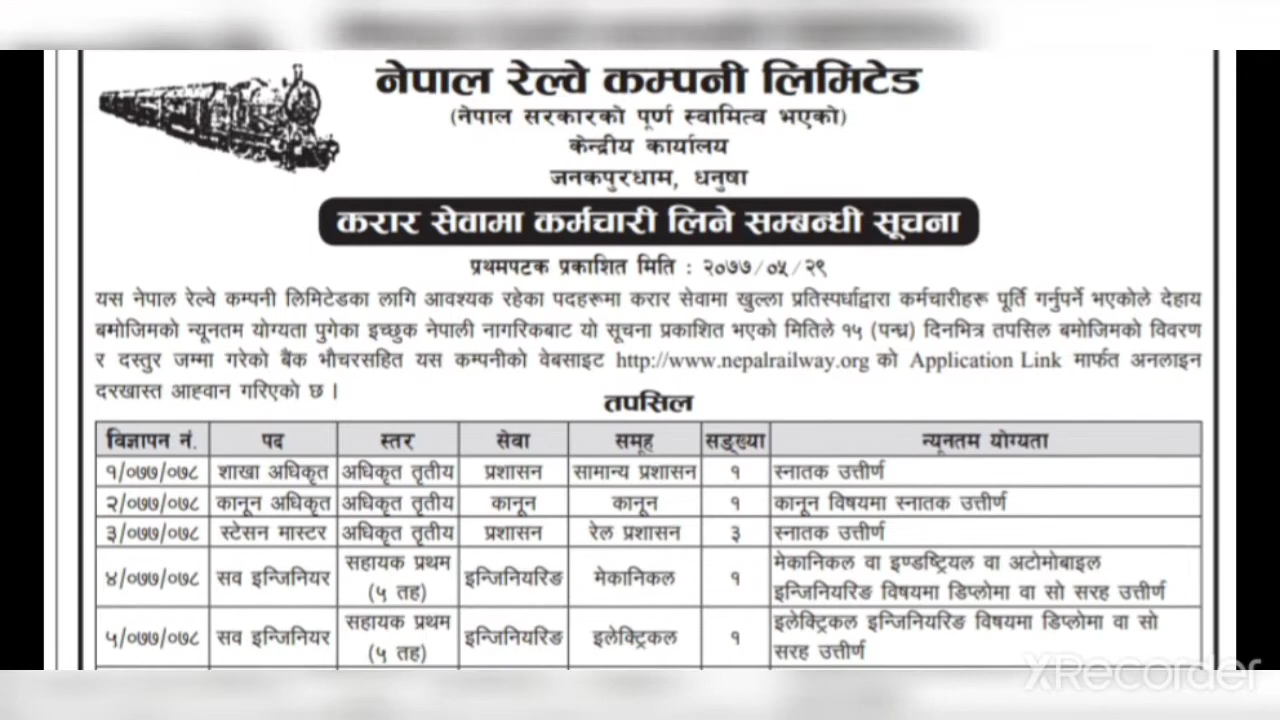 नेपाल रेल्वे कम्पनी लिमिटेड
(नेपाल सरकारको पूर्ण स्वामित्व भएको)
केन्द्रीय कार्यालय
जनकपुरधाम, धनुषा
करार सेवामा कर्मचारी लिने सम्बन्धी सूचना
प्रथमपटक प्रकाशित मिति : २०७७/०५/२९
यस नेपाल रेल्वे कम्पनी लिमिटेडका लागि आवश्यक रहेका पदहरूमा करार सेवामा खुल्ला प्रतिस्पर्धाद्वारा कर्मचारीहरू पूर्ति गर्नुपर्ने भएकोले देहाय
बमोजिमको न्यूनतम योग्यता पुगेका इच्छुक नेपाली नागरिकबाट यो सूचना प्रकाशित भएको मितिले १५ (पन्ध्र) दिनभित्र तपसिल बमोजिमको विवरण
र दस्तुर जम्मा गरेको बैंक भौचरसहित यस कम्पनीको वेबसाइट http://www.nepalrailway.org को Application Link मार्फत अनलाइन
दरखास्त आह्वान गरिएको छ ।
तपसिल
विज्ञापन नं. पद स्तर सेवा समूह सङ्ख्या न्यूनतम योग्यता
१/०७७/०७८ शाखा अधिकृत अधिकृत तृतीय प्रशासन सामान्य प्रशासन १ स्नातक उत्तीर्ण
२/०७७/०७८ कानून अधिकृत अधिकृत तृतीय कानून कानून १ कानून विषयमा स्नातक उत्तीर्ण
३/०७७/०७८ स्टेसन मास्टर अधिकृत तृतीय प्रशासन रेल प्रशासन ३ स्नातक उत्तीर्ण
४/०७७/०७८ सव इन्जिनियर सहायक प्रथम (५ तह) इन्जिनियरिङ मेकानिकल १ मेकानिकल वा इण्डष्ट्रियल वा अटोमोबाइल
इन्जिनियरिङ विषयमा डिप्लोमा वा सो सरह उत्तीर्ण
५/०७७/०७८ सव इन्जिनियर सहायक प्रथम (५ तह) इन्जिनियरिङ इलेक्ट्रिकल १ इलेक्ट्रिकल इन्जिनियरिङ विषयमा डिप्लोमा वा सो
सरह उत्तीर्ण
XRecorder